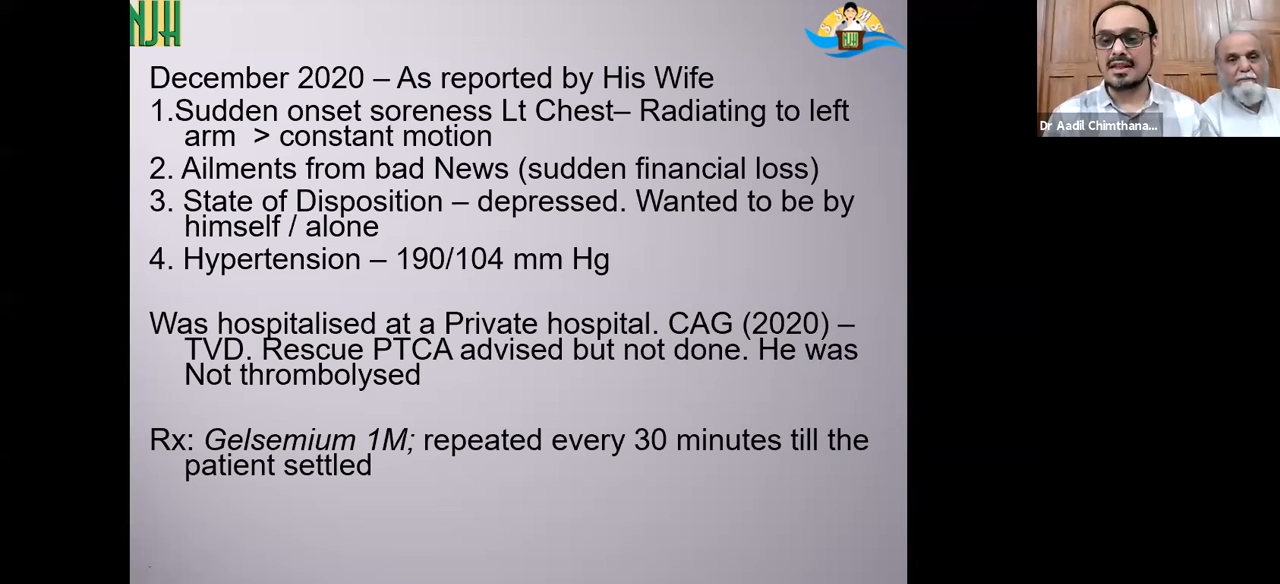 NJH
S S M S
NJH
December 2020 – As reported by His Wife
1.Sudden onset soreness Lt Chest– Radiating to left
arm > constant motion
2. Ailments from bad News (sudden financial loss)
3. State of Disposition – depressed. Wanted to be by
himself / alone
4. Hypertension – 190/104 mm Hg
Was hospitalised at a Private hospital. CAG (2020) –
TVD. Rescue PTCA advised but not done. He was
Not thrombolysed
Rx: Gelsemium 1M; repeated every 30 minutes till the
patient settled
Dr Aadil Chimthana...